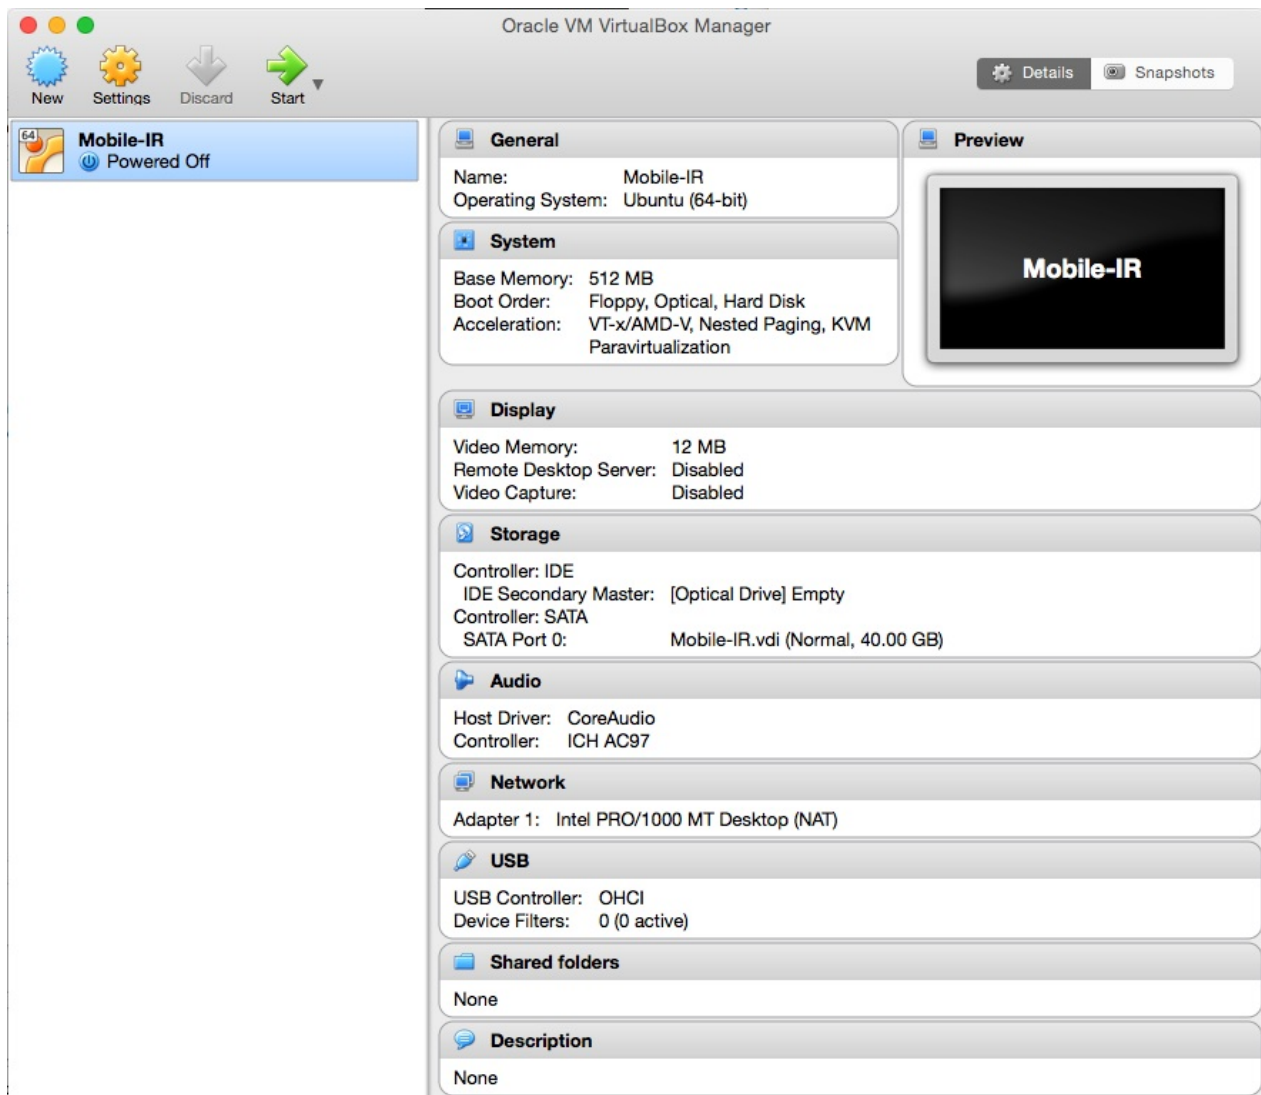 Oracle VM VirtualBox Manager
New
Settings
Discard
Start
Details
Snapshots
64
Mobile-IR
Powered Off
General
Name: Mobile-IR
Operating System: Ubuntu (64-bit)
Preview
Mobile-IR
System
Base Memory: 512 MB
Boot Order: Floppy, Optical, Hard Disk
Acceleration: VT-x/AMD-V, Nested Paging, KVM
Paravirtualization
Display
Video Memory: 12 MB
Remote Desktop Server: Disabled
Video Capture: Disabled
Storage
Controller: IDE
IDE Secondary Master: [Optical Drive] Empty
Controller: SATA
SATA Port 0: Mobile-IR.vdi (Normal, 40.00 GB)
Audio
Host Driver: CoreAudio
Controller: ICH AC97
Network
Adapter 1: Intel PRO/1000 MT Desktop (NAT)
USB
USB Controller: OHCI
Device Filters: 0 (0 active)
Shared folders
None
Description
None